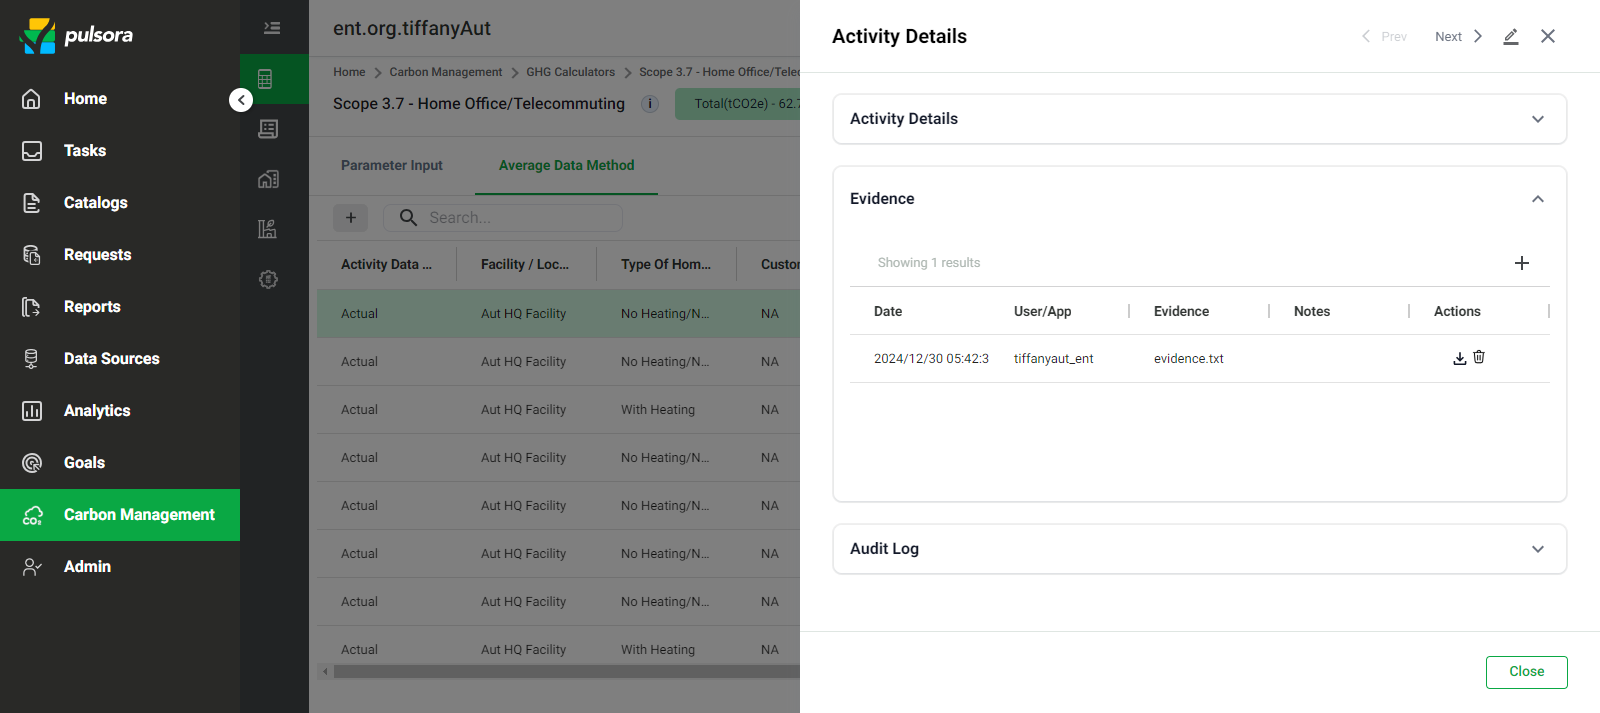 pulsora
Home
Tasks
Catalogs
Requests
Reports
Data Sources
Analytics
Goals
Carbon Management
Admin
ent.org.tiffanyAut
Home > Carbon Management > GHG Calculators > Scope 3.7 - Home Office/Telec
Scope 3.7 - Home Office/Telecommuting i Total(tCO2e) - 62.7
Parameter Input Average Data Method
+ Search...
Activity Data ... Facility / Loc... Type Of Hom... Custom
Actual Aut HQ Facility No Heating/N... NA
Actual Aut HQ Facility No Heating/N... NA
Actual Aut HQ Facility With Heating NA
Actual Aut HQ Facility No Heating/N... NA
Actual Aut HQ Facility No Heating/N... NA
Actual Aut HQ Facility No Heating/N... NA
Actual Aut HQ Facility No Heating/N... NA
Actual Aut HQ Facility With Heating NA
Activity Details
Prev Next
Activity Details
Evidence
Showing 1 results
Date User/App Evidence Notes Actions
2024/12/30 05:42:3 tiffanyaut_ent evidence.txt
Audit Log
Close